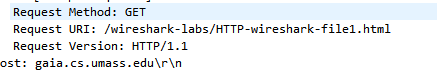 Request Method: GET
Request URI: /wireshark-labs/HTTP-wireshark-file1.html
Request Version: HTTP/1.1
ost: gaia.cs.umass.edu\r\n